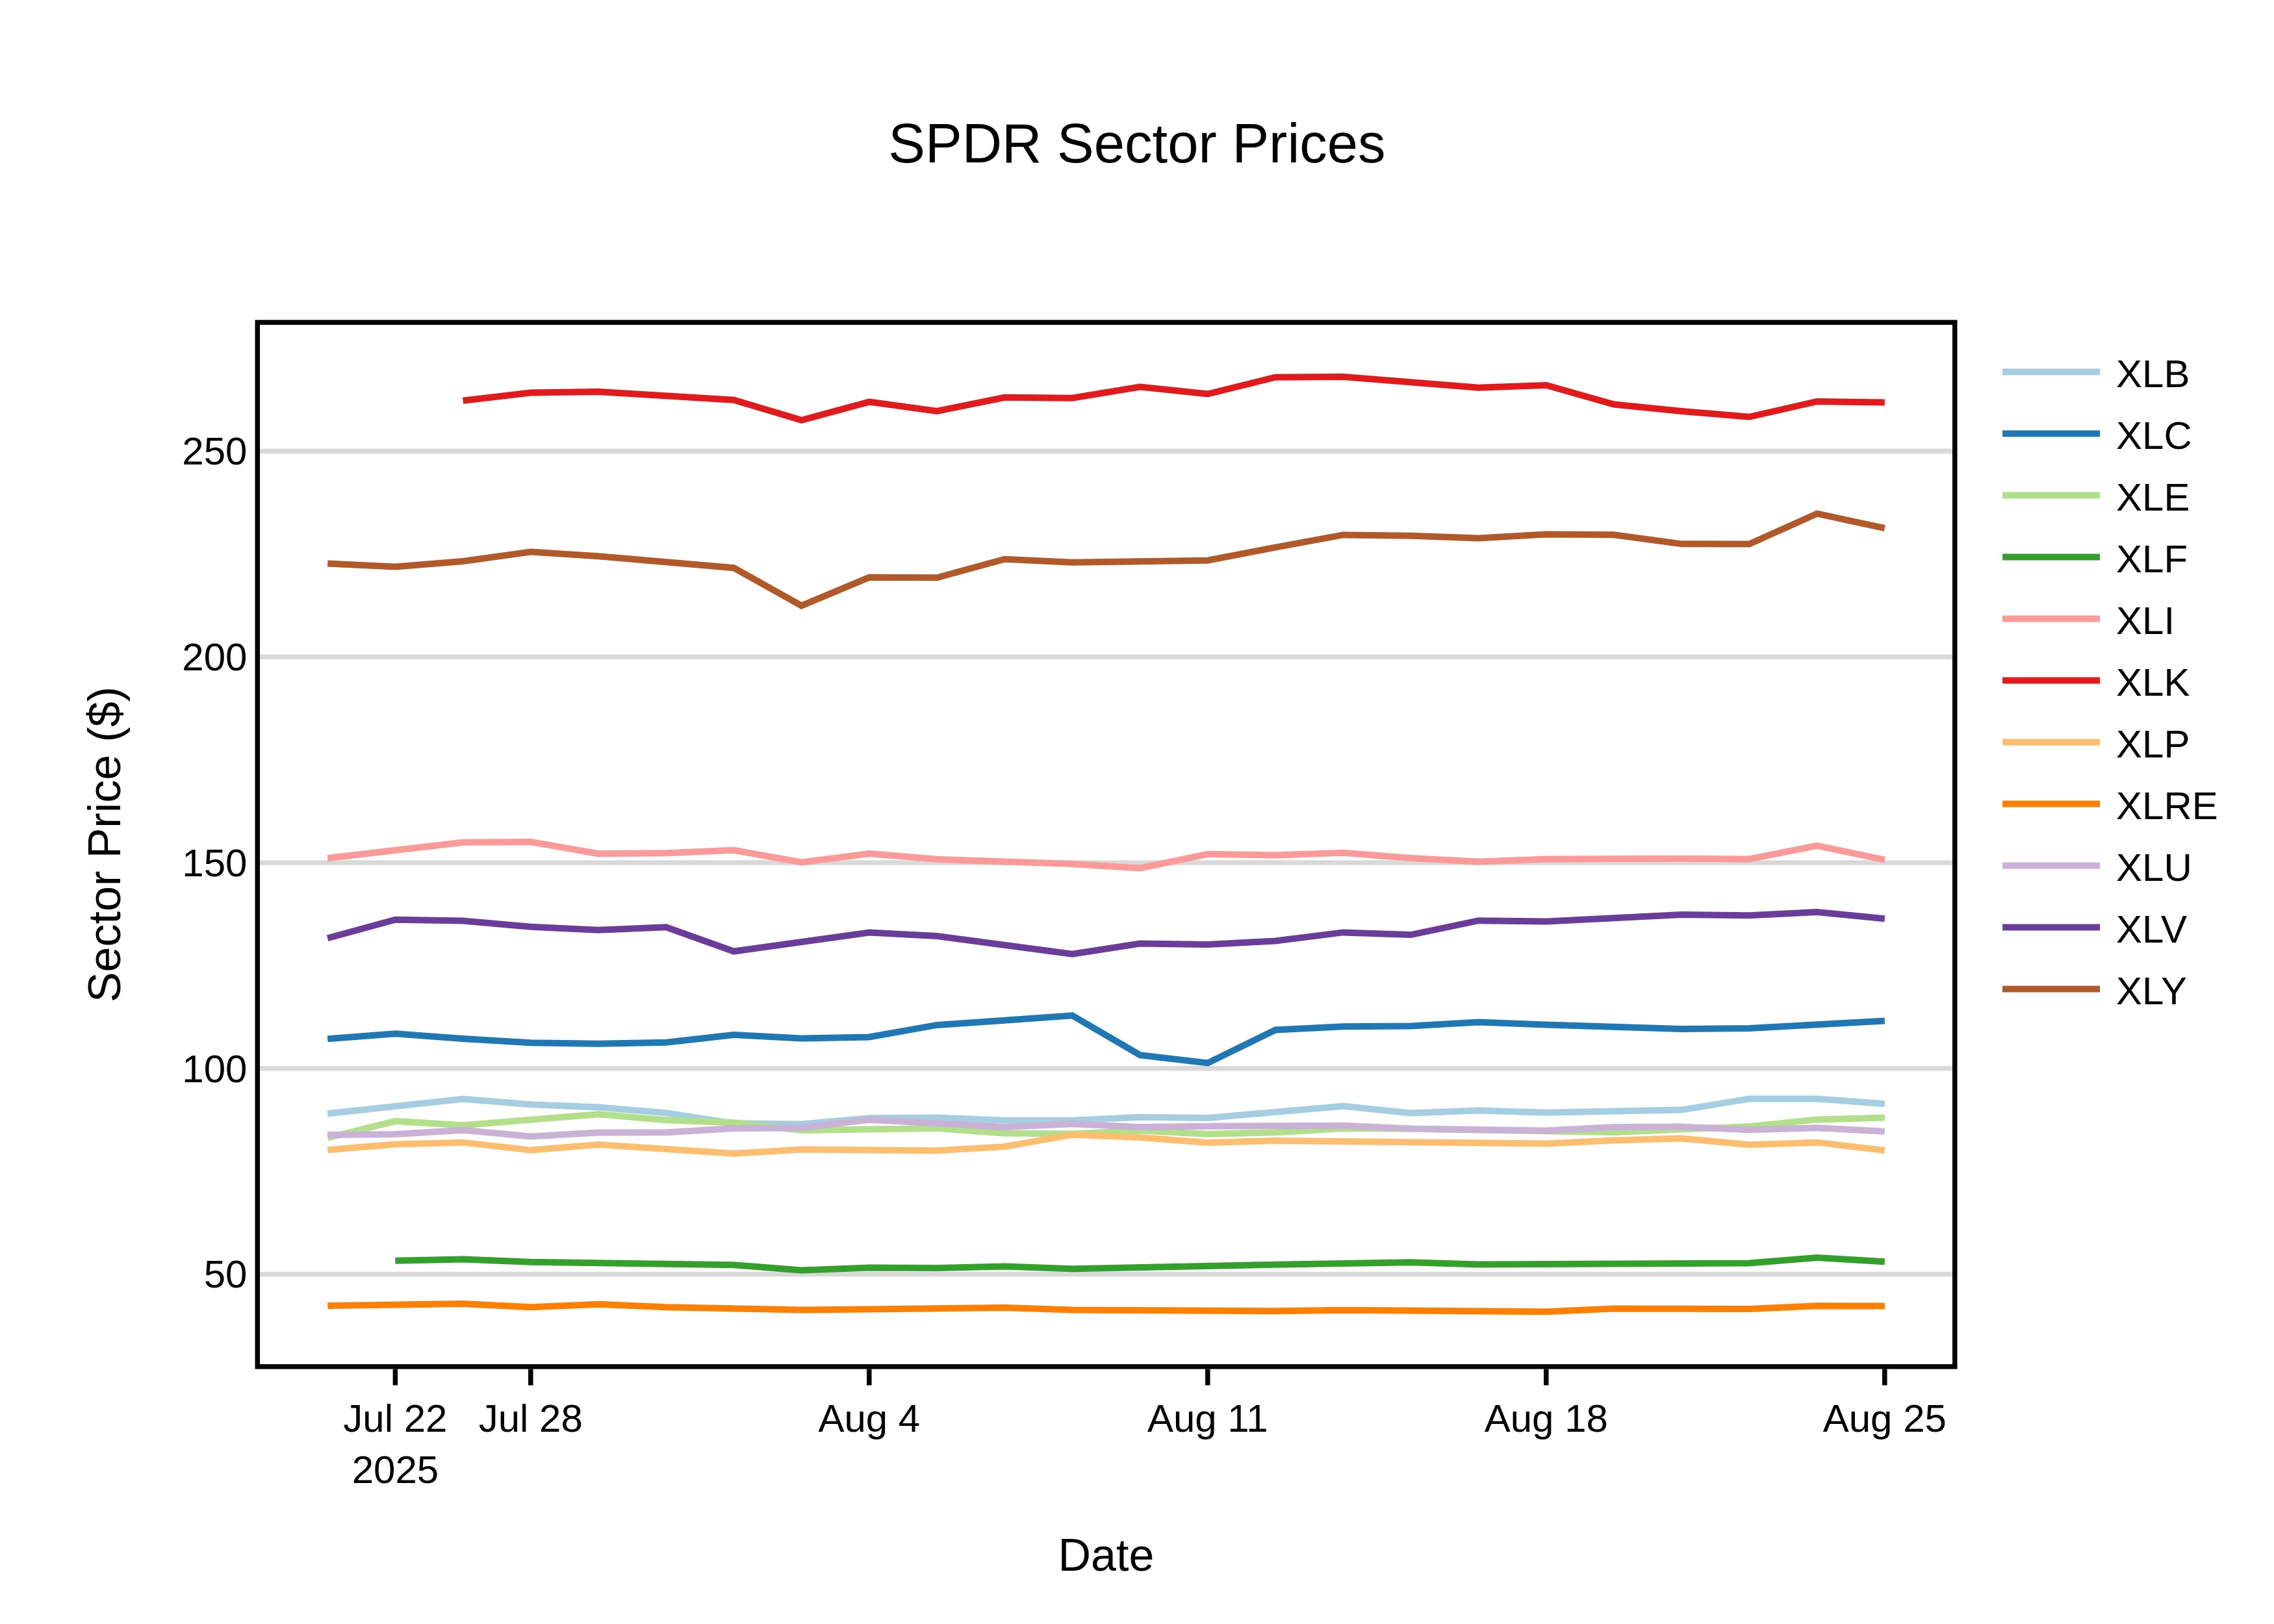 SPDR Sector Prices
XLB
XLC
XLE
XLF
XLI
XLK
XLP
XLRE
XLU
XLV
XLY
250
200
150
100
50
Sector Price ($)
Jul 22 Jul 28 Aug 4 Aug 11 Aug 18 Aug 25
2025
Date